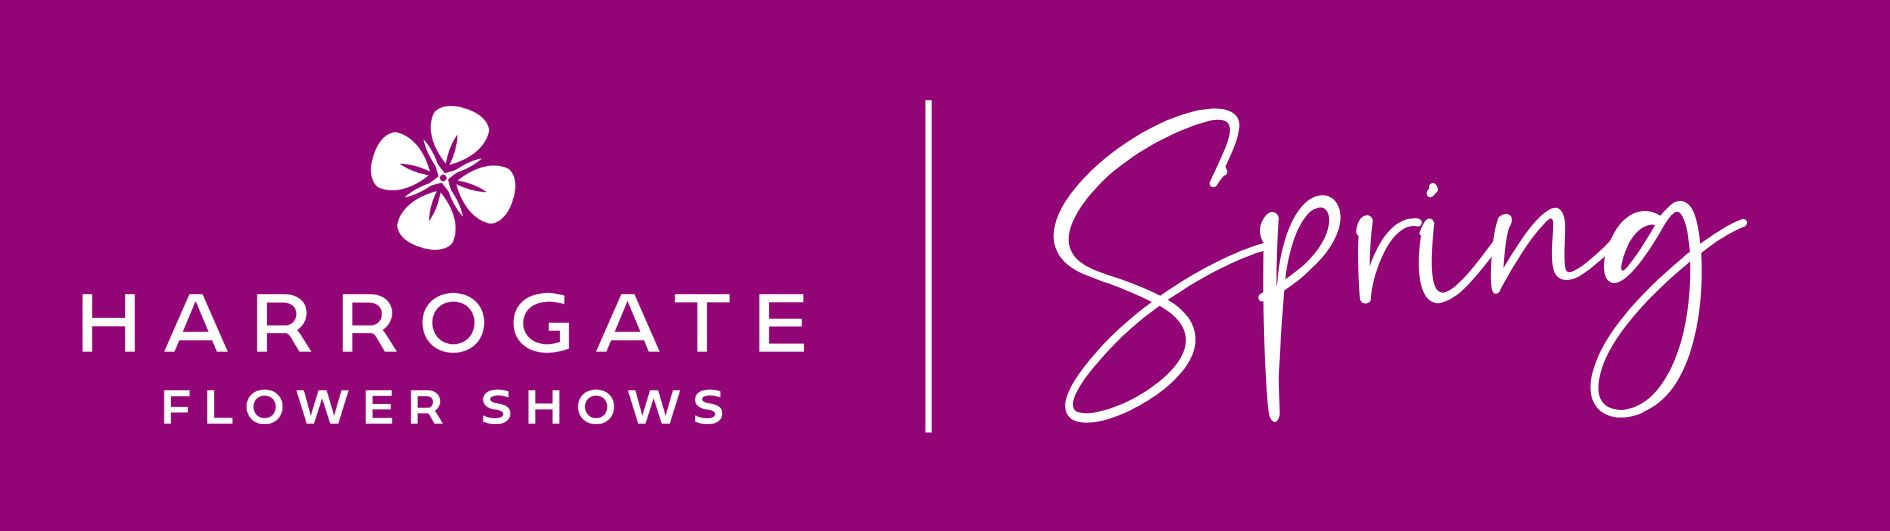 HARROGATE
FLOWER SHOWS
Spring